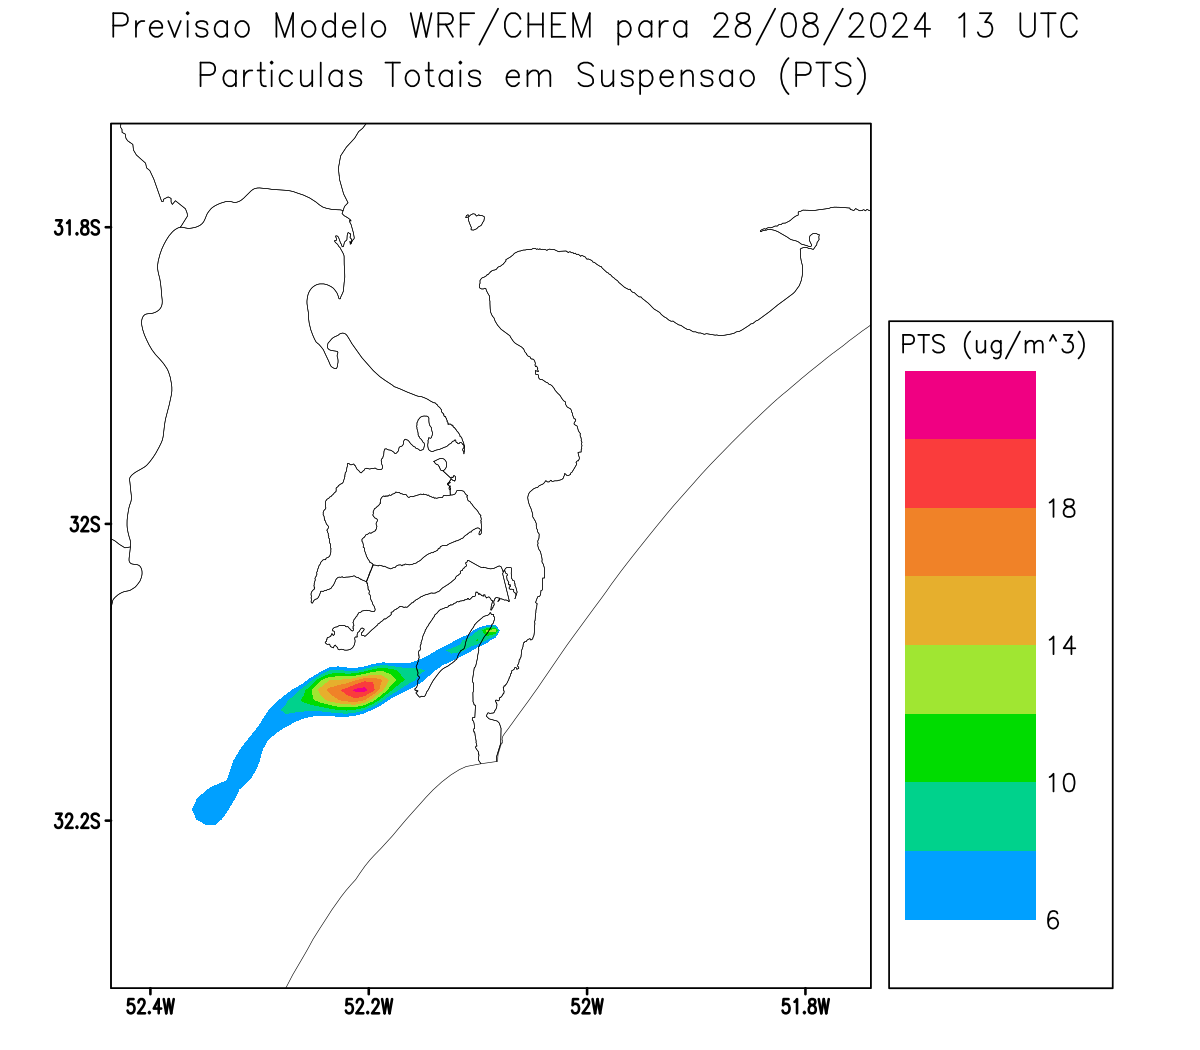 Previsao Modelo WRF/CHEM para 28/08/2024 13 UTC
Particulas Totais em Suspensao (PTS)
31.8S
32S
32.2S
52.4W
52.2W
52W
51.8W
PTS (ug/m^3)
18
14
10
6